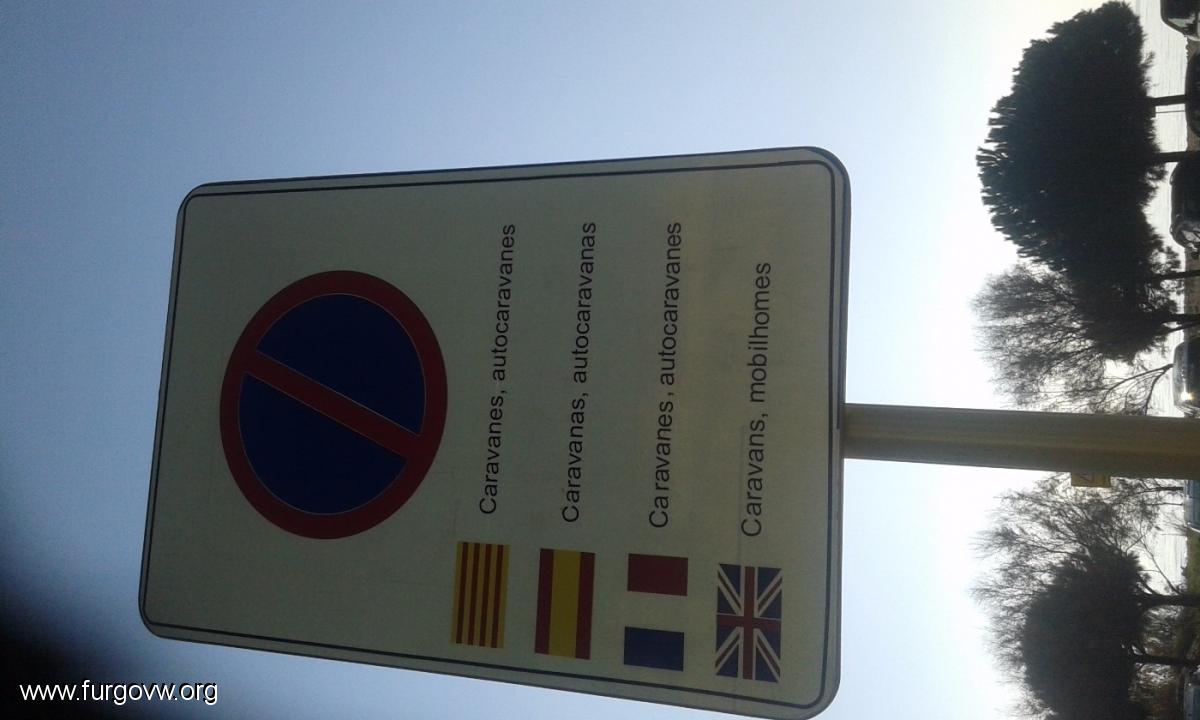 Caravanes, autocaravanes
Caravanas, autocaravanas
Caravanes, autocaravanes
Caravans, mobilhomes
www.furgovw.org